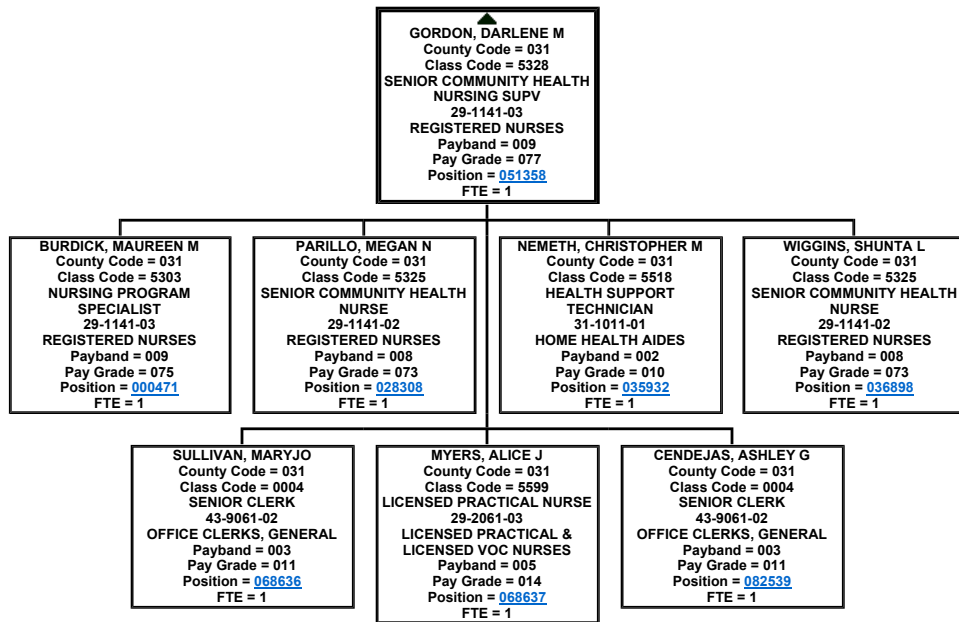 GORDON, DARLENE M
County Code = 031
Class Code = 5328
SENIOR COMMUNITY HEALTH
NURSING SUPV
29-1141-03
REGISTERED NURSES
Payband = 009
Pay Grade = 077
Position = 051358
FTE = 1
BURDICK, MAUREEN M
County Code = 031
Class Code = 5303
NURSING PROGRAM
SPECIALIST
29-1141-03
REGISTERED NURSES
Payband = 009
Pay Grade = 075
Position = 000471
FTE = 1
PARILLO, MEGAN N
County Code = 031
Class Code = 5325
SENIOR COMMUNITY HEALTH
NURSE
29-1141-02
REGISTERED NURSES
Payband = 008
Pay Grade = 073
Position = 028308
FTE = 1
NEMETH, CHRISTOPHER M
County Code = 031
Class Code = 5518
HEALTH SUPPORT
TECHNICIAN
31-1011-01
HOME HEALTH AIDES
Payband = 002
Pay Grade = 010
Position = 035932
FTE = 1
WIGGINS, SHUNTA L
County Code = 031
Class Code = 5325
SENIOR COMMUNITY HEALTH
NURSE
29-1141-02
REGISTERED NURSES
Payband = 008
Pay Grade = 073
Position = 036898
FTE = 1
SULLIVAN, MARYJO
County Code = 031
Class Code = 0004
SENIOR CLERK
43-9061-02
OFFICE CLERKS, GENERAL
Payband = 003
Pay Grade = 011
Position = 068636
FTE = 1
MYERS, ALICE J
County Code = 031
Class Code = 5599
LICENSED PRACTICAL NURSE
29-2061-03
LICENSED PRACTICAL &
LICENSED VOC NURSES
Payband = 005
Pay Grade = 014
Position = 068637
FTE = 1
CENDEJAS, ASHLEY G
County Code = 031
Class Code = 0004
SENIOR CLERK
43-9061-02
OFFICE CLERKS, GENERAL
Payband = 003
Pay Grade = 011
Position = 082539
FTE = 1